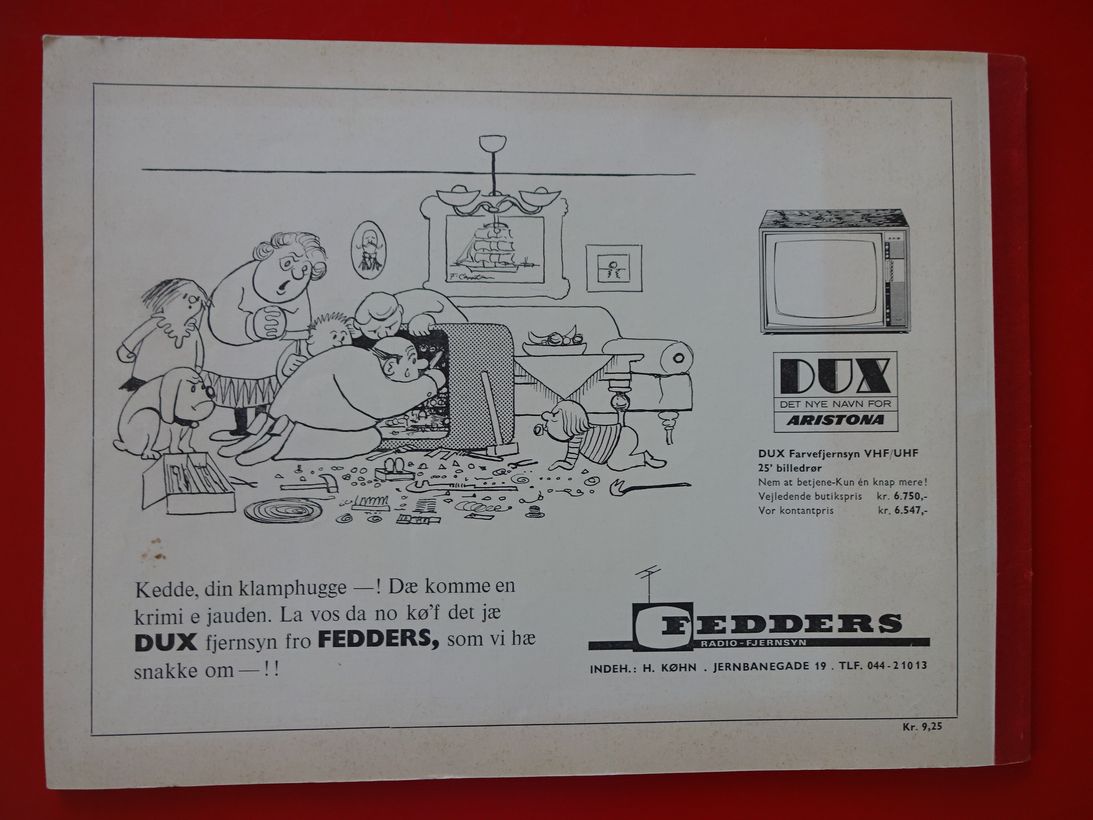 Kedde, din klamphugge —! Dæ komme en
krimi e jauden. La vos da no kø'f det jæ
DUX fjernsyn fro FEDDERS, som vi hæ
snakke om — !!
DUX
DET NYE NAVN FOR
ARISTONA
DUX Farvefjernsyn VHF/UHF
25' billedrør
Nem at betjene-Kun én knap mere!
Vejledende butikspris kr. 6.750,-
Vor kontantpris kr. 6.547,-
FEDDERS
RADIO-FJERNSYN
INDEH.: H. KØHN . JERNBANEGADE 19 . TLF. 044-21013
Kr. 9,25